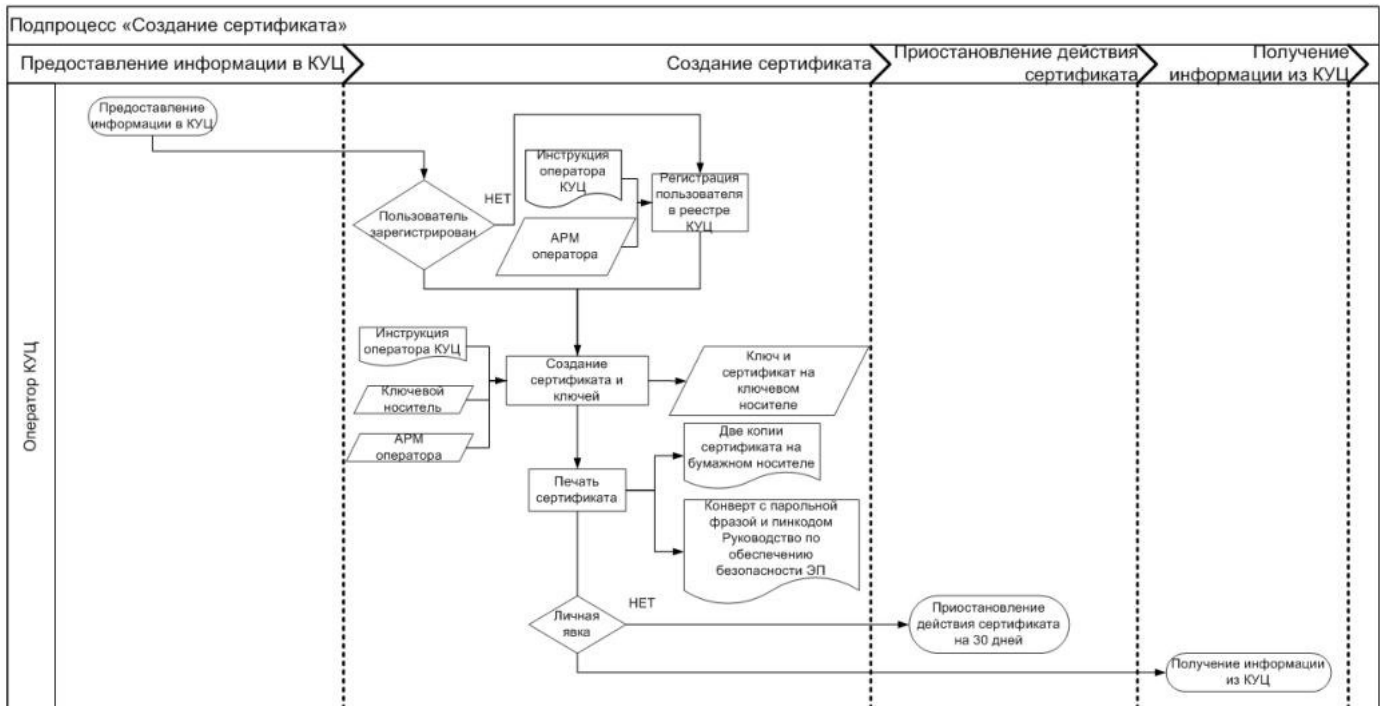 Подпроцесс «Создание сертификата»
Предоставление информации в КУЦ
Создание сертификата
Приостановление действия
сертификата
Получение
информации из КУЦ
Оператор КУЦ
Предоставление
информации в КУЦ
Пользователь
зарегистрирован
НЕТ
Инструкция
оператора
КУЦ
АРМ
оператора
Регистрация
пользователя
в реестре
КУЦ
Инструкция
оператора КУЦ
Ключевой
носитель
АРМ
оператора
Создание
сертификата и
ключей
Ключ и
сертификат на
ключевом
носителе
Две копии
сертификата на
бумажном носителе
Печать
сертификата
Конверт с парольной
фразой и пинкодом
Руководство по
обеспечению
безопасности ЭП
Личная
явка
НЕТ
Приостановление
действия сертификата
на 30 дней
Получение информации
из КУЦ